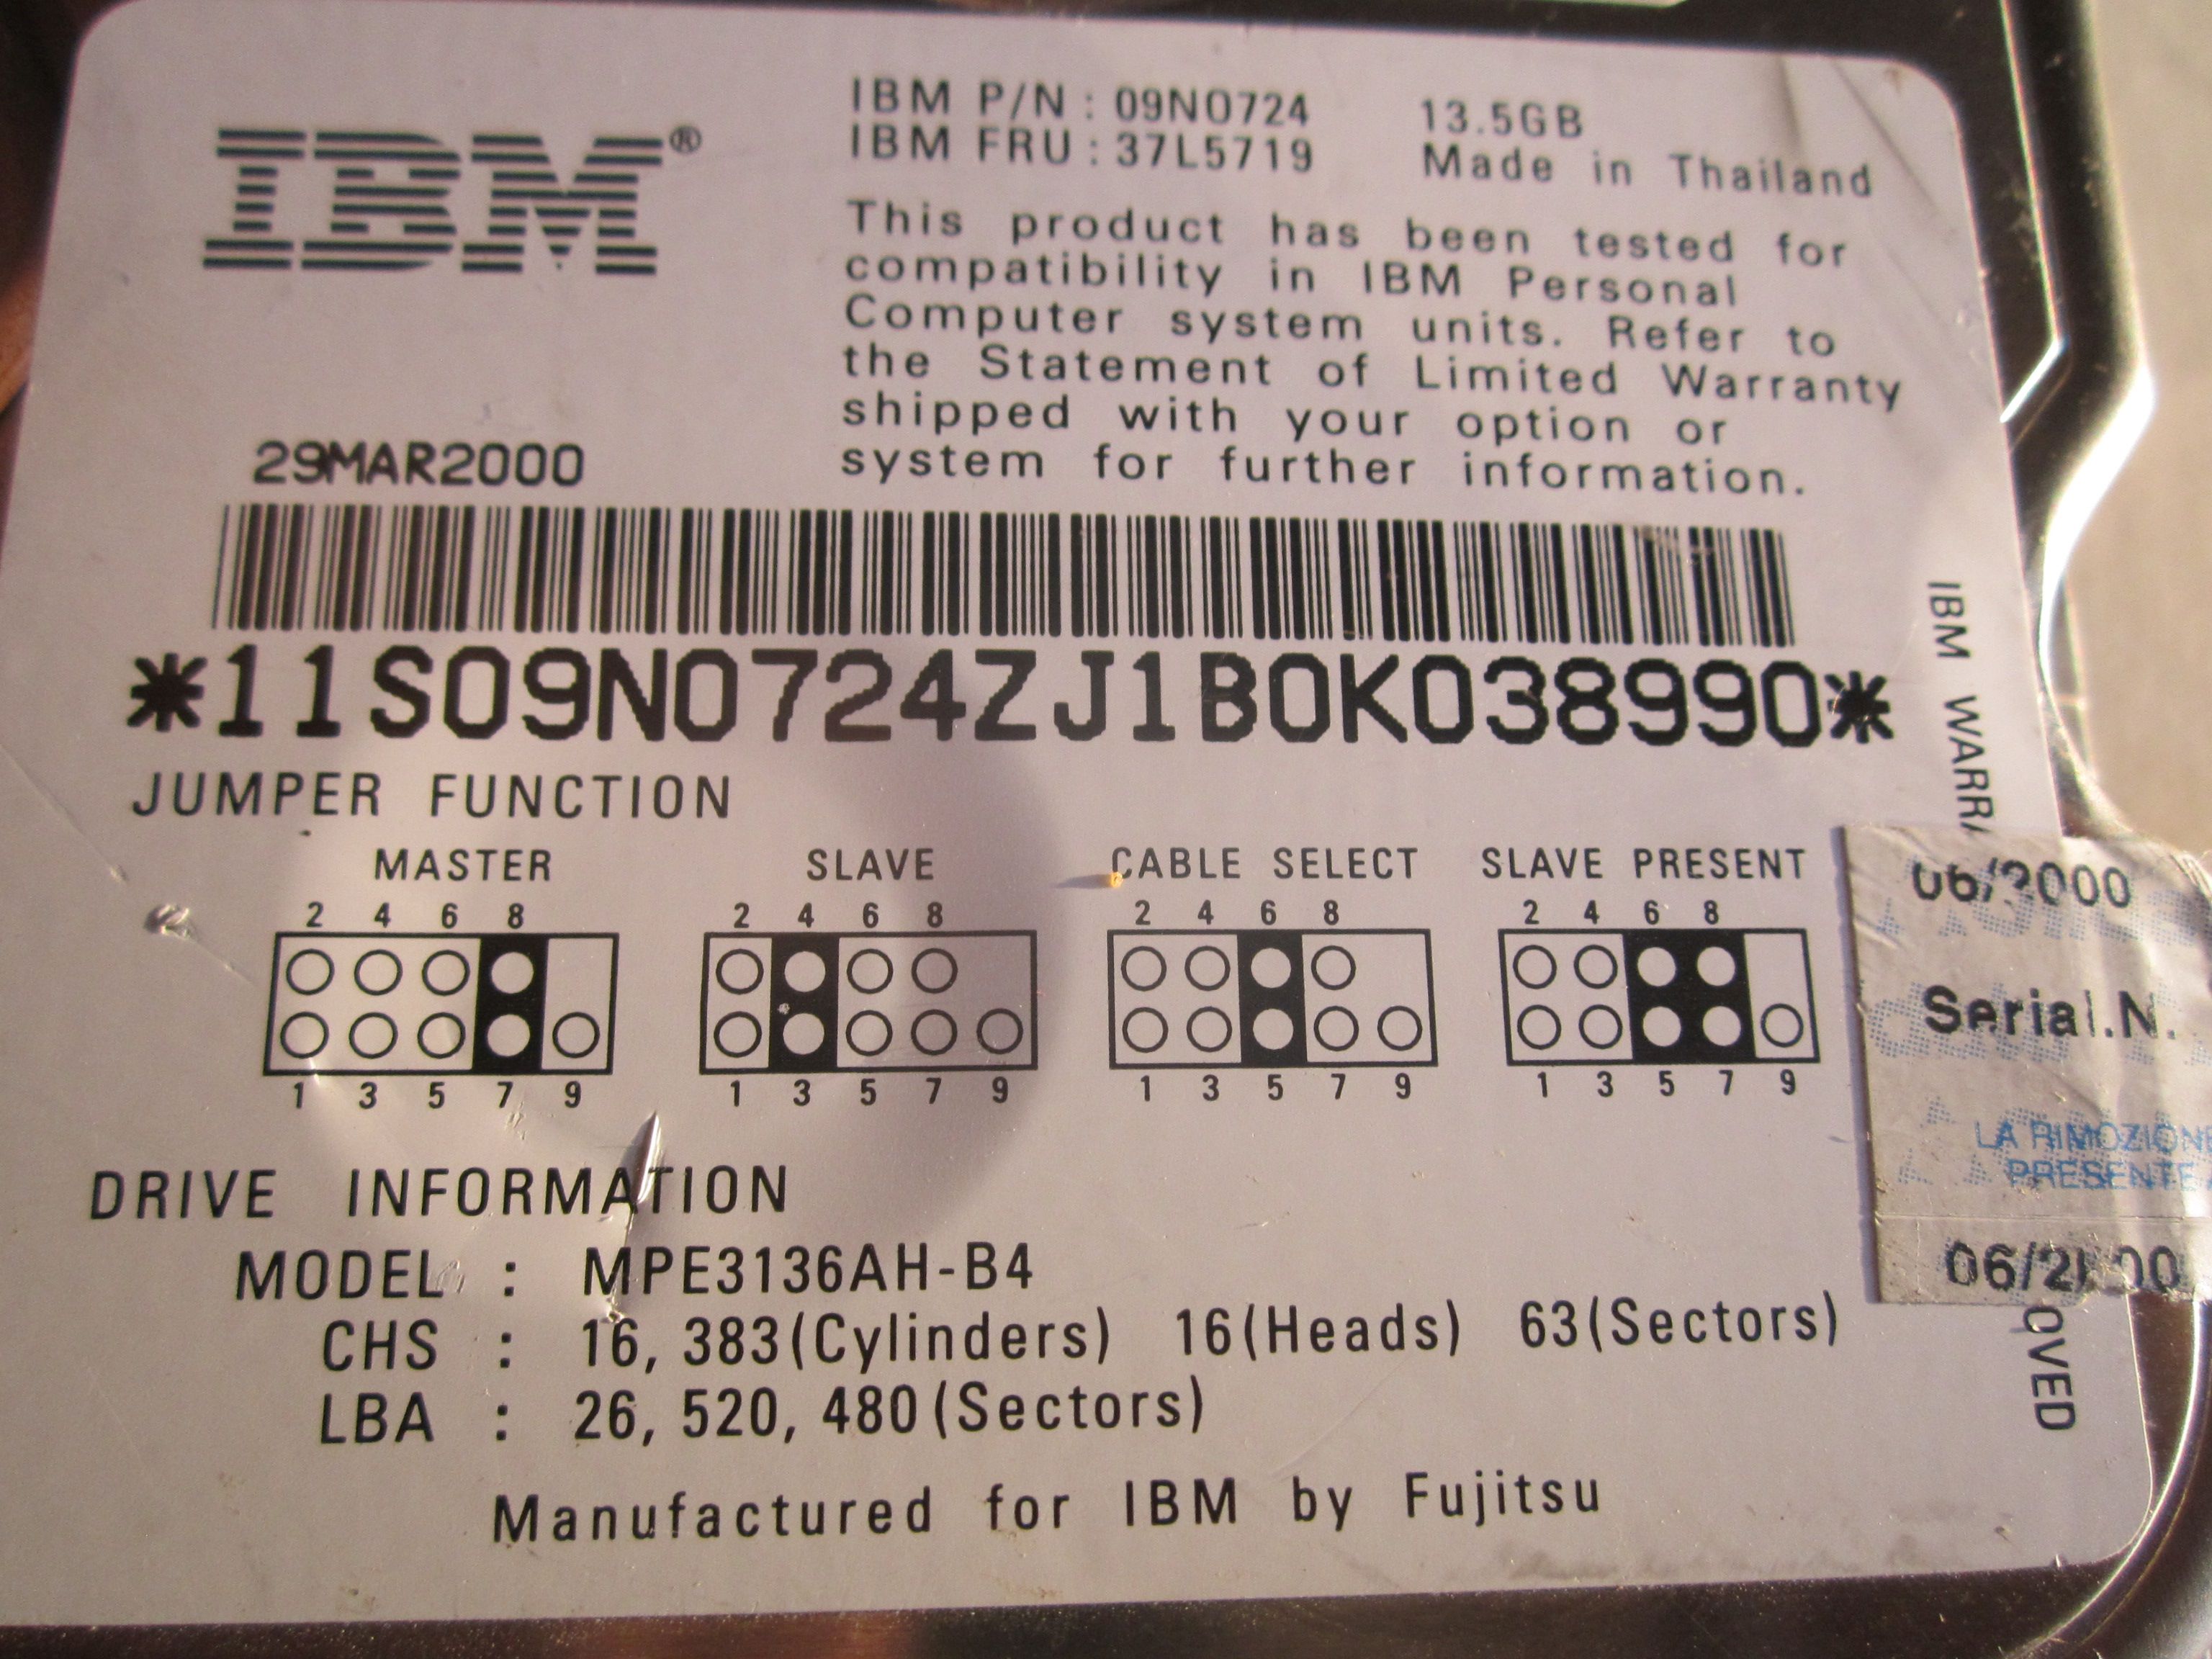 IBM®
IBM P/N : 09N0724
IBM FRU : 37L5719
13.5GB
Made in Thailand
This product has been tested for
compatibility in IBM Personal
Computer system units. Refer to
the Statement of Limited Warranty
shipped with your option or
system for further information.
29MAR2000
*11S09N0724ZJ1B0K038990*
JUMPER FUNCTION
MASTER
2 4 6 8
1 3 5 7 9
SLAVE
2 4 6 8
1 3 5 7 9
CABLE SELECT
2 4 6 8
1 3 5 7 9
SLAVE PRESENT
2 4 6 8
1 3 5 7 9
DRIVE INFORMATION
MODEL : MPE3136AH-B4
CHS : 16,383(Cylinders) 16(Heads) 63(Sectors)
LBA : 26,520,480(Sectors)
Manufactured for IBM by Fujitsu
IBM
06/2000
Serial.N.
LA RIMOZIONE
PRESENTE
06/2000